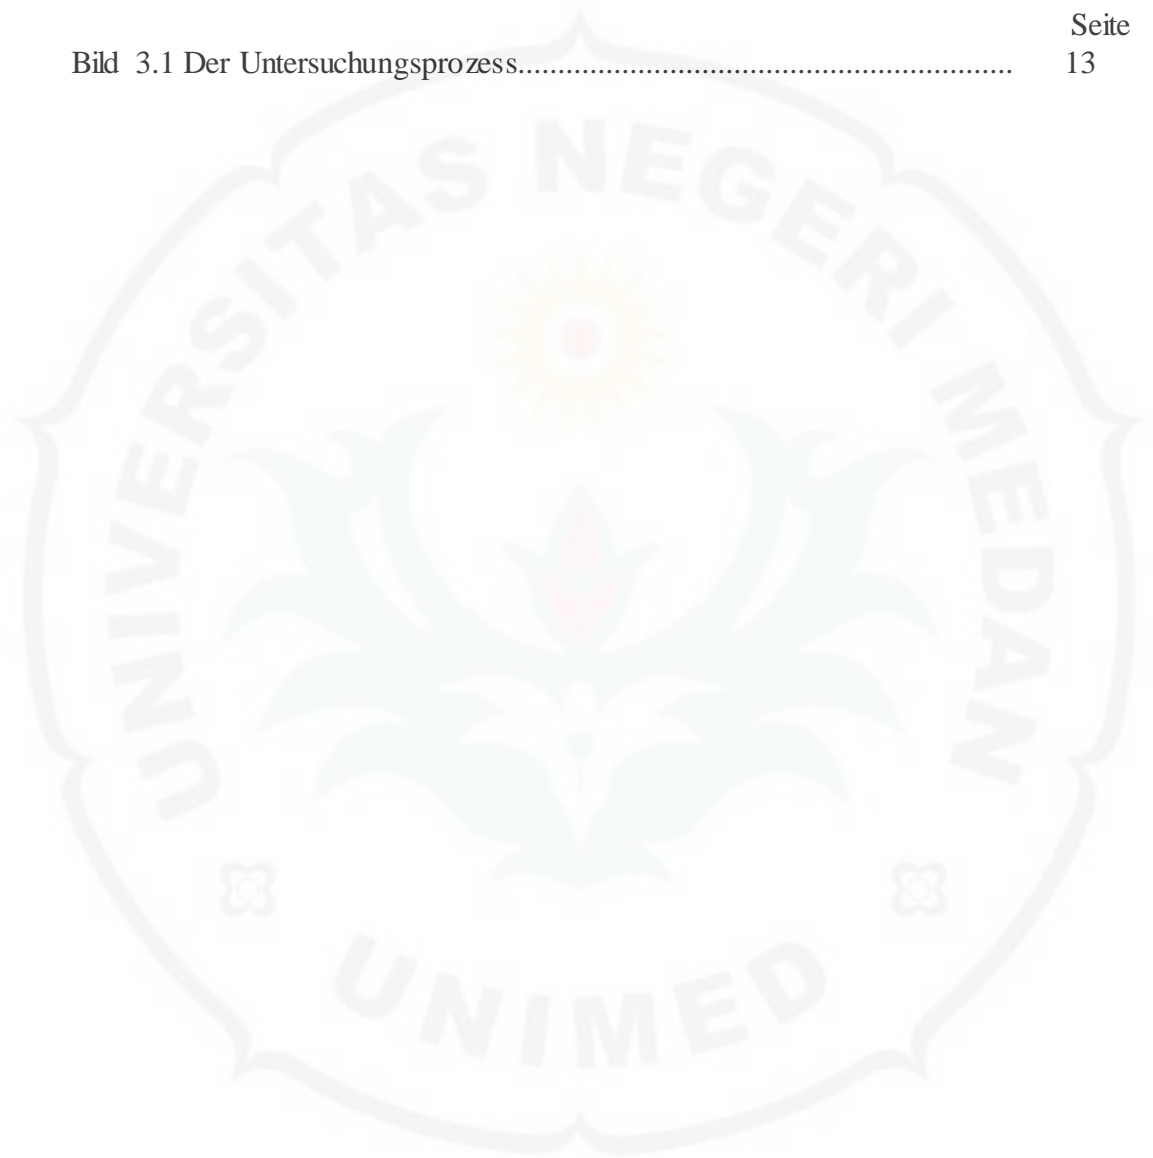 Seite
Bild 3.1 Der Untersuchungsprozess............................................................ 13
UNIVERSITAS NEGERI MEDAN
UNIMED